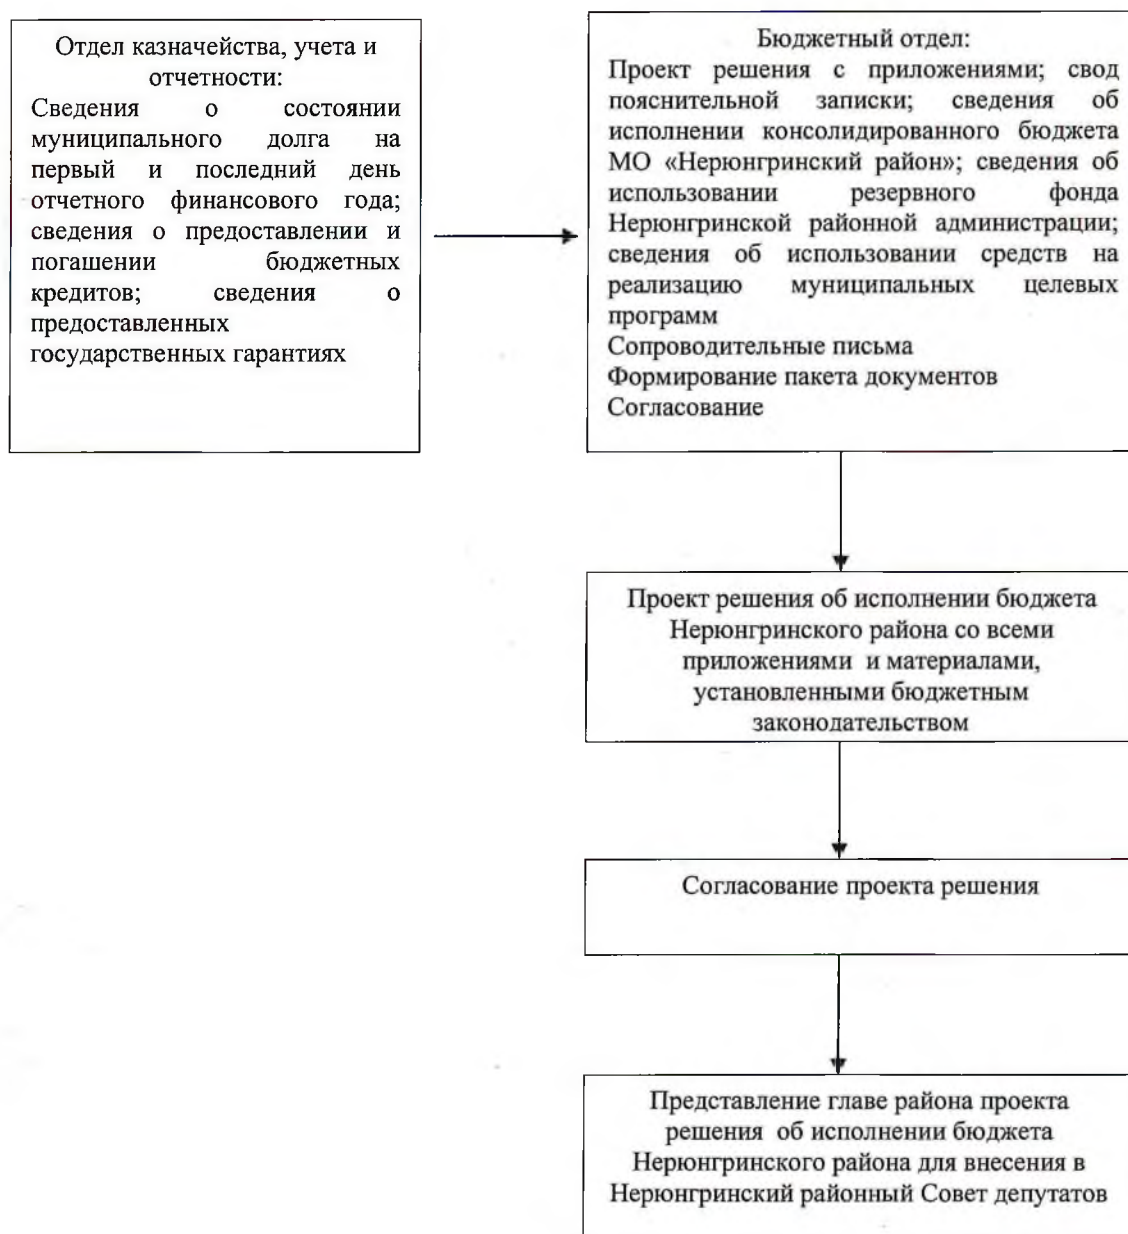 Отдел казначейства, учета и
отчетности:
Сведения о состоянии
муниципального долга на
первый и последний день
отчетного финансового года;
сведения о предоставлении и
погашении бюджетных
кредитов; сведения о
предоставленных
государственных гарантиях
Бюджетный отдел:
Проект решения с приложениями; свод
пояснительной записки; сведения об
исполнении консолидированного бюджета
МО «Нерюнгринский район»; сведения об
использовании резервного фонда
Нерюнгринской районной администрации;
сведения об использовании средств на
реализацию муниципальных целевых
программ
Сопроводительные письма
Формирование пакета документов
Согласование
Проект решения об исполнении бюджета
Нерюнгринского района со всеми
приложениями и материалами,
установленными бюджетным
законодательством
Согласование проекта решения
Представление главе района проекта
решения об исполнении бюджета
Нерюнгринского района для внесения в
Нерюнгринский районный Совет депутатов